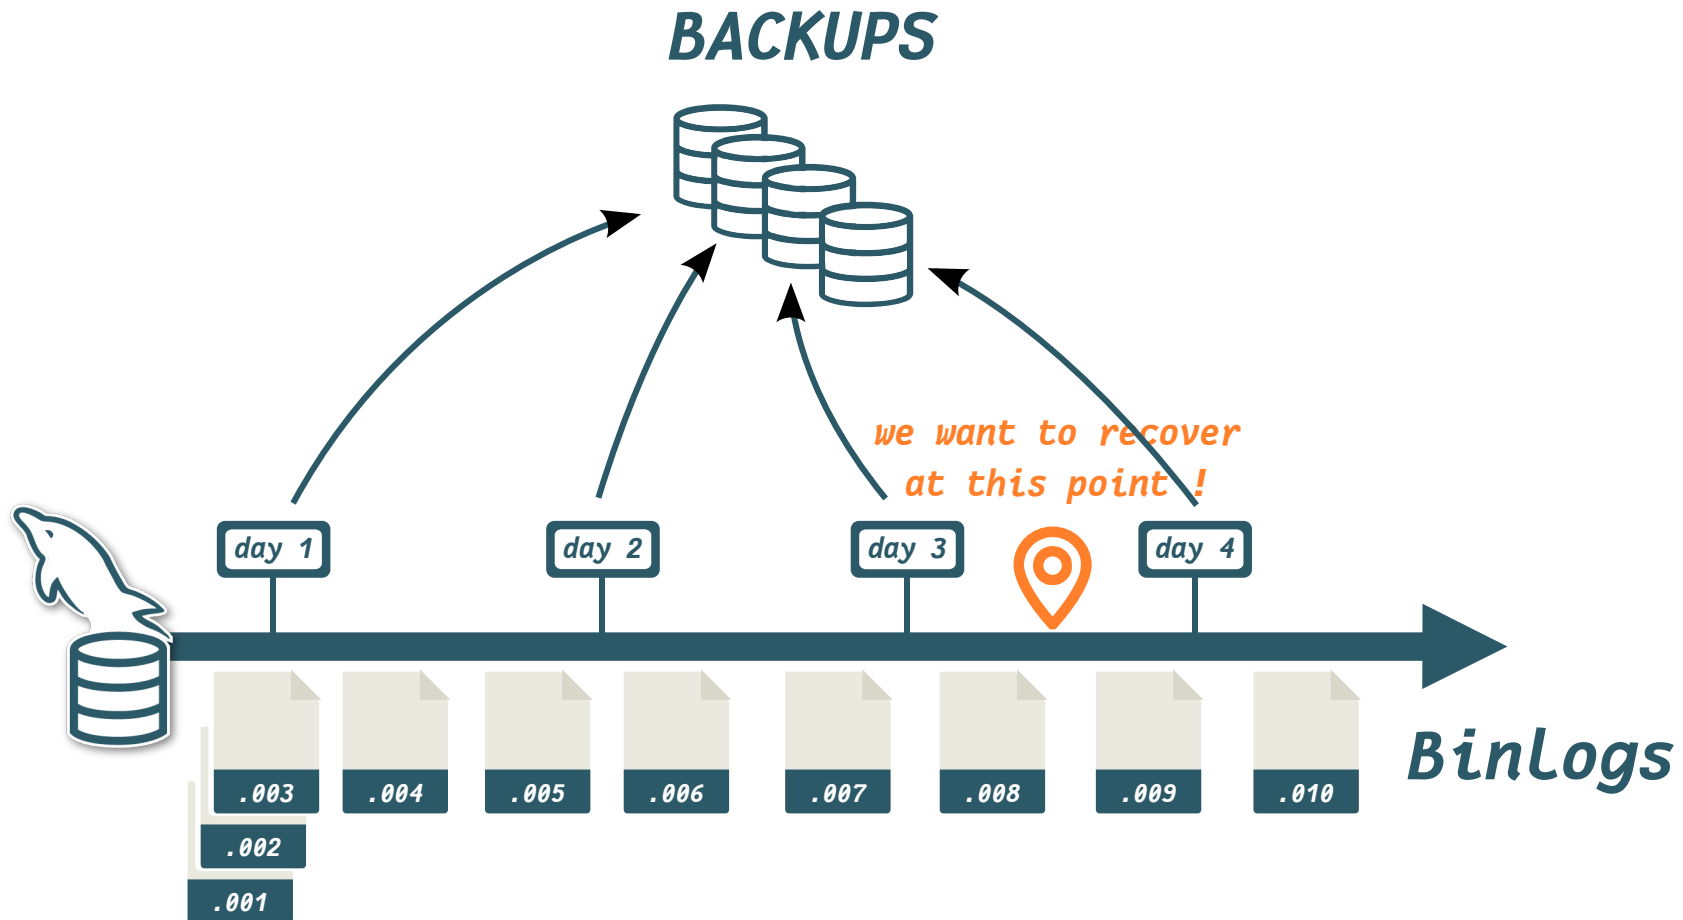 BACKUPS
we want to recover
at this point !
day 1
day 2
day 3
day 4
Binlogs
.003
.004
.005
.006
.007
.008
.009
.010
.002
.001